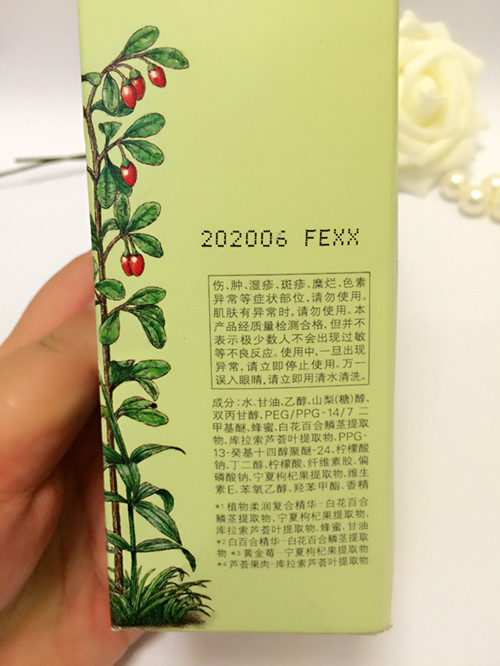 202006 FEXX
伤、肿、湿疹、斑疹、糜烂、色素
异常等症状部位,请勿使用。
肌肤有异常时,请勿使用。本
产品经质量检测合格,但并不
表示极少数人不会出现过敏
等不良反应。使用中,一旦出现
异常,请立即停止使用。万一
误入眼睛,请立即用清水清洗。
成分:水、甘油、乙醇、山梨(糖)醇、
双丙甘醇、PEG/PPG-14/7 二
甲基醚、蜂蜜、白花百合鳞茎提取
物、库拉索芦荟叶提取物、PPG-
13-癸基十四醇聚醚-24、柠檬酸
钠、丁二醇、柠檬酸、纤维素胶、偏
磷酸钠、宁夏枸杞果提取物、维生
素E、苯氧乙醇、羟苯甲酯、香精
*1 植物柔润复合精华-白花百合
鳞茎提取物、宁夏枸杞果提取物、
库拉索芦荟叶提取物、蜂蜜、甘油
*2 白百合精华-白花百合鳞茎提
取物 *3 黄金莓-宁夏枸杞果提取物
*4 芦荟果肉-库拉索芦荟叶提取物